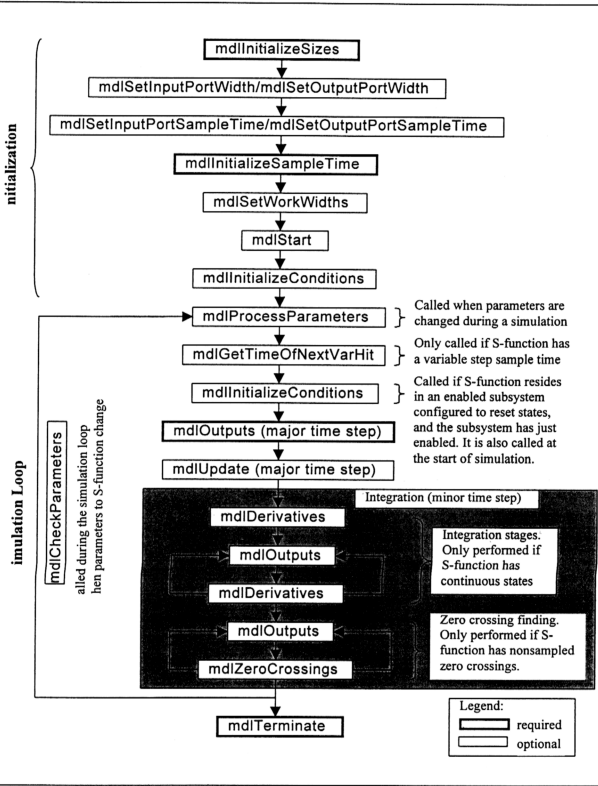 nitialization
mdlInitializeSizes
mdlSetInputPortWidth/mdlSetOutputPortWidth
mdlSetInputPortSampleTime/mdlSetOutputPortSampleTime
mdlInitializeSampleTime
mdlSetWorkWidths
mdlStart
mdlInitializeConditions
imulation Loop
mdlCheckParameters
alled during the simulation loop
hen parameters to S-function change
mdlProcessParameters
Called when parameters are
changed during a simulation
mdlGetTimeOfNextVarHit
Only called if S-function has
a variable step sample time
mdlInitializeConditions
Called if S-function resides
in an enabled subsystem
configured to reset states,
and the subsystem has just
enabled. It is also called at
the start of simulation.
mdlOutputs (major time step)
mdlUpdate (major time step)
Integration (minor time step)
mdlDerivatives
mdlOutputs
mdlDerivatives
Integration stages.
Only performed if
S-function has
continuous states
mdlOutputs
mdlZeroCrossings
Zero crossing finding.
Only performed if S-
function has nonsampled
zero crossings.
mdlTerminate
Legend:
required
optional